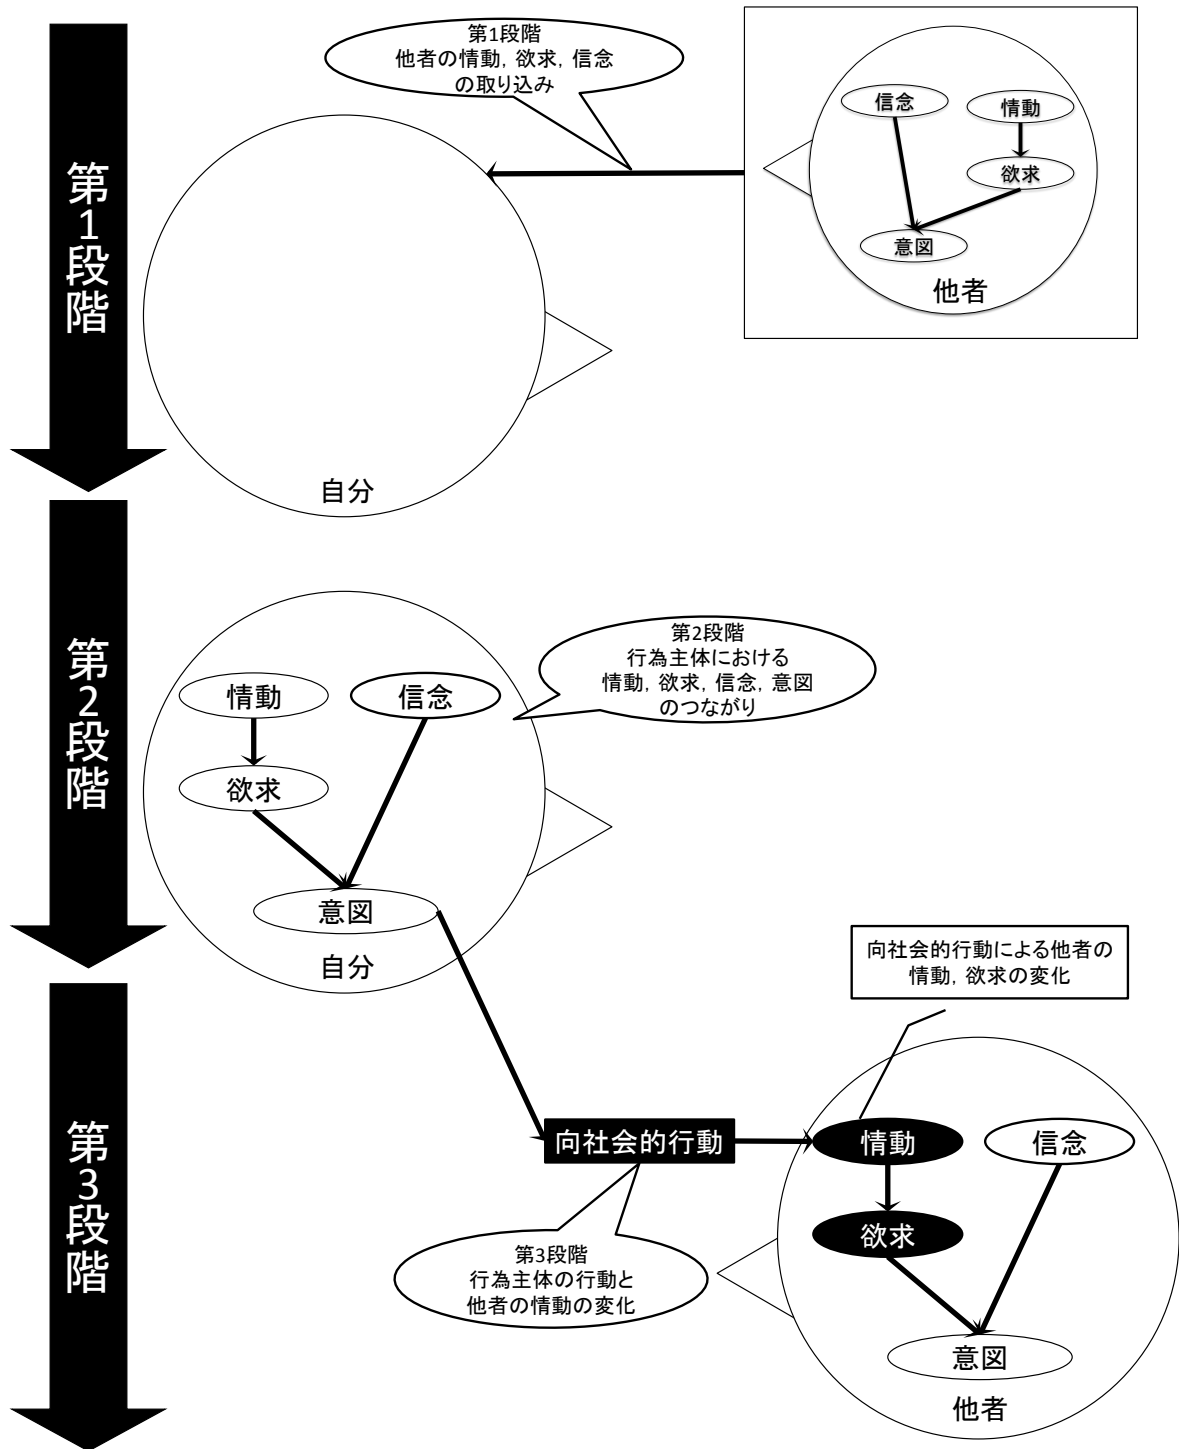 第1段階
第1段階
他者の情動, 欲求, 信念
の取り込み
信念
情動
欲求
意図
他者
自分
第2段階
第2段階
行為主体における
情動, 欲求, 信念, 意図
のつながり
情動
信念
欲求
意図
自分
第3段階
向社会的行動による他者の
情動, 欲求の変化
向社会的行動
情動
信念
欲求
第3段階
行為主体の行動と
他者の情動の変化
意図
他者